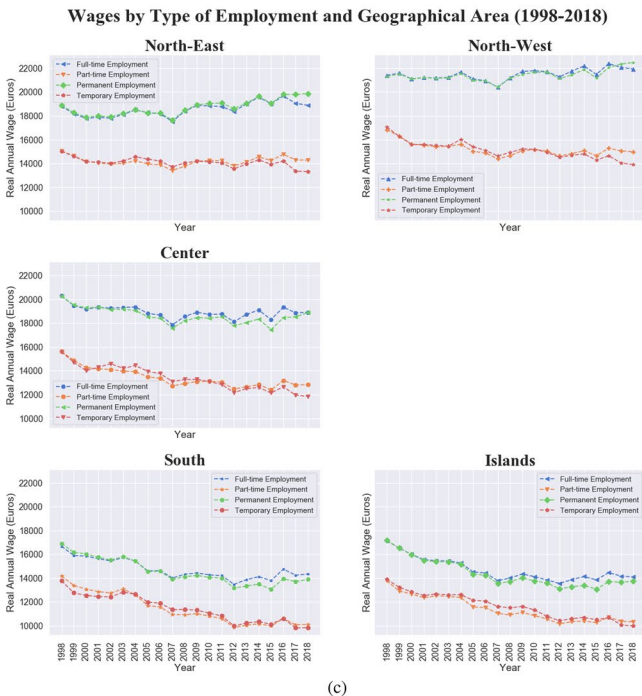 Wages by Type of Employment and Geographical Area (1998-2018)
North-East
Real Annual Wage (Euros)
22000
20000
18000
16000
14000
12000
10000
Full-time Employment
Part-time Employment
Permanent Employment
Temporary Employment
Year
North-West
Real Annual Wage (Euros)
Full-time Employment
Part-time Employment
Permanent Employment
Temporary Employment
Year
Center
Real Annual Wage (Euros)
22000
20000
18000
16000
14000
12000
10000
Full-time Employment
Part-time Employment
Permanent Employment
Temporary Employment
Year
South
Real Annual Wage (Euros)
22000
20000
18000
16000
14000
12000
10000
Full-time Employment
Part-time Employment
Permanent Employment
Temporary Employment
1998 1999 2000 2001 2002 2003 2004 2005 2006 2007 2008 2009 2010 2011 2012 2013 2014 2015 2016 2017 2018
Islands
Real Annual Wage (Euros)
Full-time Employment
Part-time Employment
Permanent Employment
Temporary Employment
1998 1999 2000 2001 2002 2003 2004 2005 2006 2007 2008 2009 2010 2011 2012 2013 2014 2015 2016 2017 2018
(c)